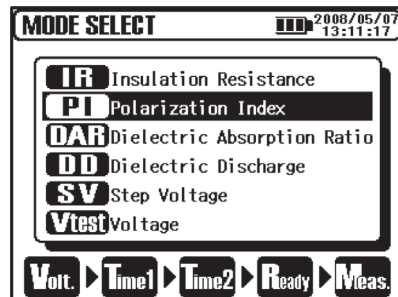 MODE SELECT 2008/05/07
13:11:17
IR Insulation Resistance
PI Polarization Index
DAR Dielectric Absorption Ratio
DD Dielectric Discharge
SV Step Voltage
Vtest Voltage
Volt. Time1 Time2 Ready Meas.